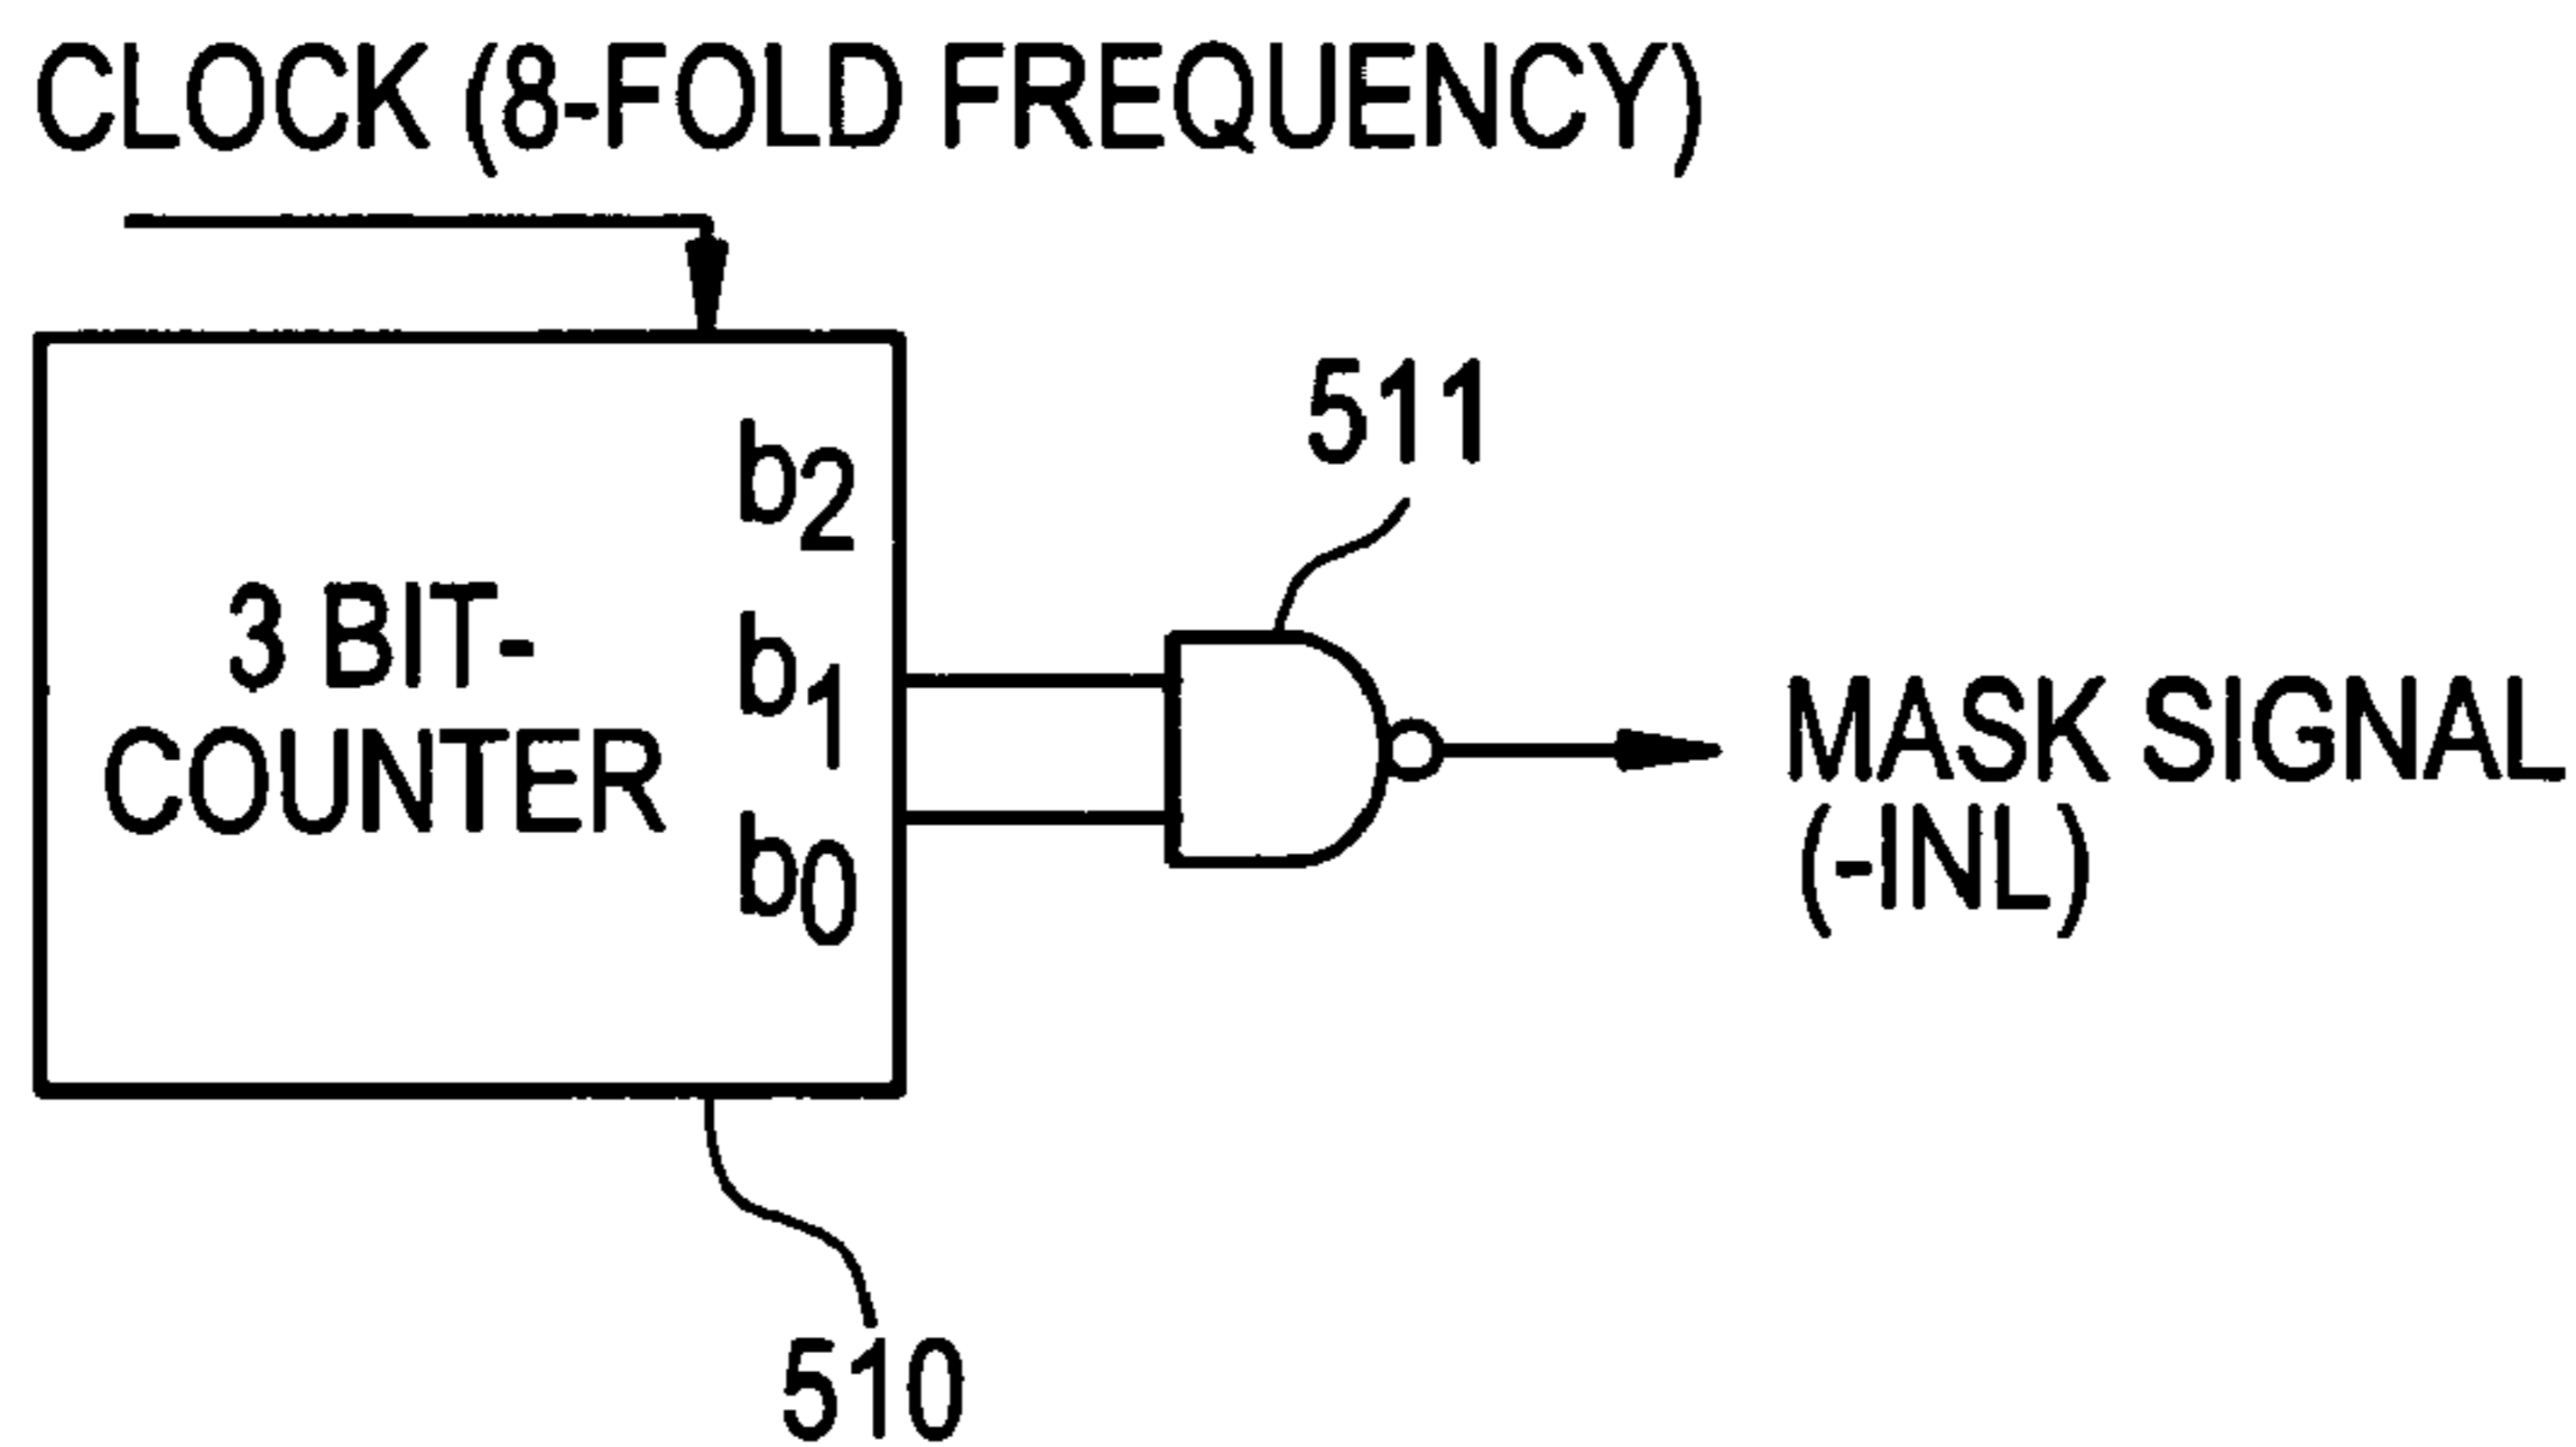 CLOCK (8-FOLD FREQUENCY)
b2
511
3 BIT-
COUNTER
b1
b0
MASK SIGNAL
(-INL)
510